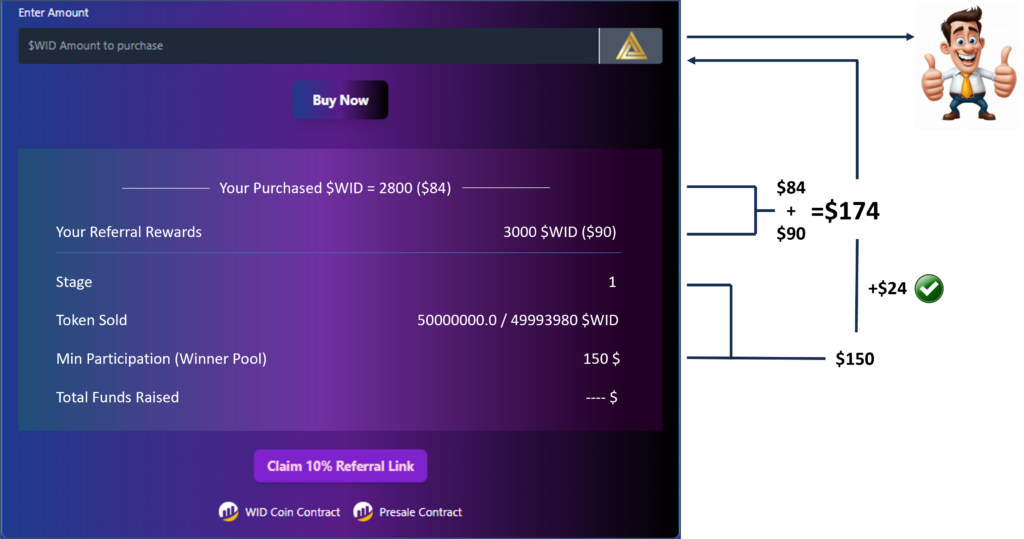 Enter Amount
$WID Amount to purchase
Buy Now
Your Purchased $WID = 2800 ($84)
Your Referral Rewards 3000 $WID ($90)
Stage 1
Token Sold 50000000.0 / 49993980 $WID
Min Participation (Winner Pool) 150 $
Total Funds Raised ---- $
Claim 10% Referral Link
WID Coin Contract Presale Contract
$84
+ =$174
$90
+$24
$150